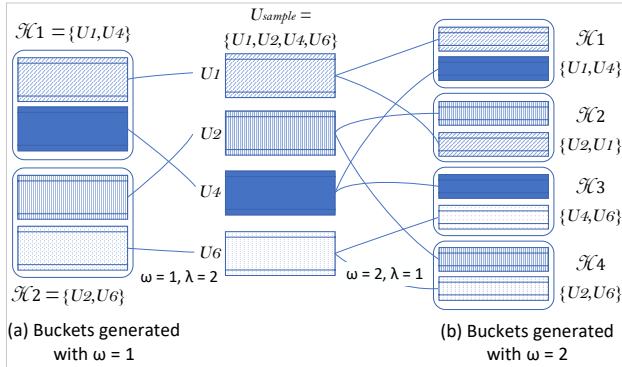 ℋ1 = {U1,U4}
U_sample =
{U1,U2,U4,U6}
U1
U2
U4
U6
ω = 1, λ = 2
ω = 2, λ = 1
ℋ2 = {U2,U6}
(a) Buckets generated
with ω = 1
ℋ1
{U1,U4}
ℋ2
{U2,U1}
ℋ3
{U4,U6}
ℋ4
{U2,U6}
(b) Buckets generated
with ω = 2